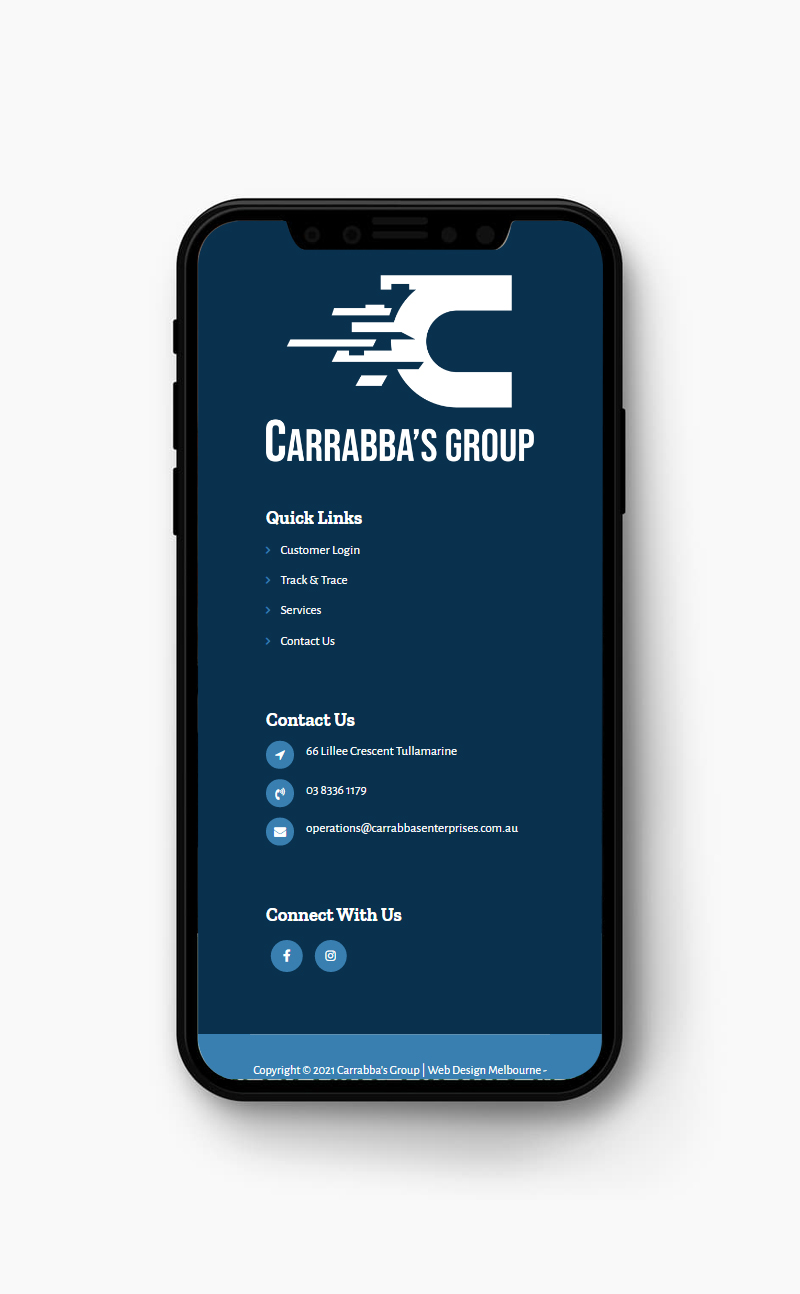 CARRABBA'S GROUP
Quick Links
Customer Login
Track & Trace
Services
Contact Us
Contact Us
66 Lillee Crescent Tullamarine
03 8336 1179
operations@carrabbasenterprises.com.au
Connect With Us
Copyright © 2021 Carrabba's Group | Web Design Melbourne -